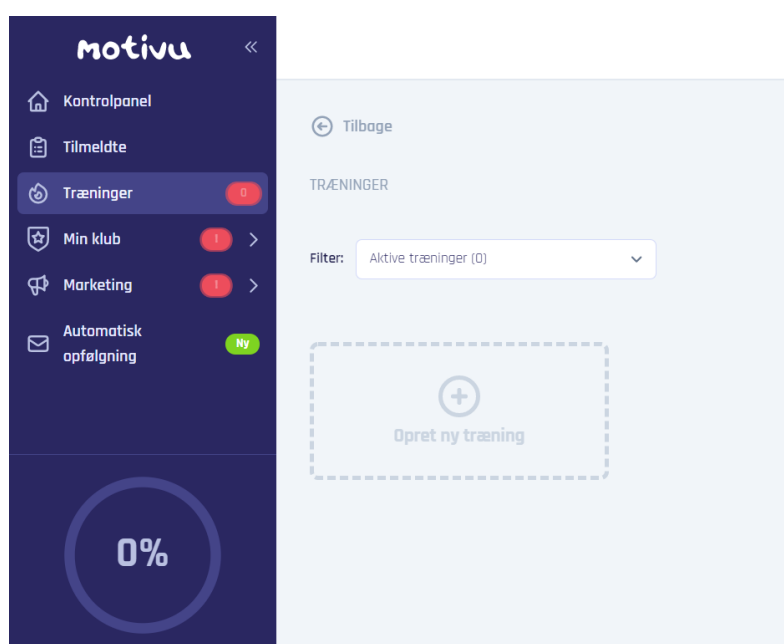 motivu
Kontrolpanel
Tilmeldte
Træninger 0
Min klub !
Marketing !
Automatisk
opfølgning
Ny
0%
Tilbage
TRÆNINGER
Filter: Aktive træninger (0)
Opret ny træning